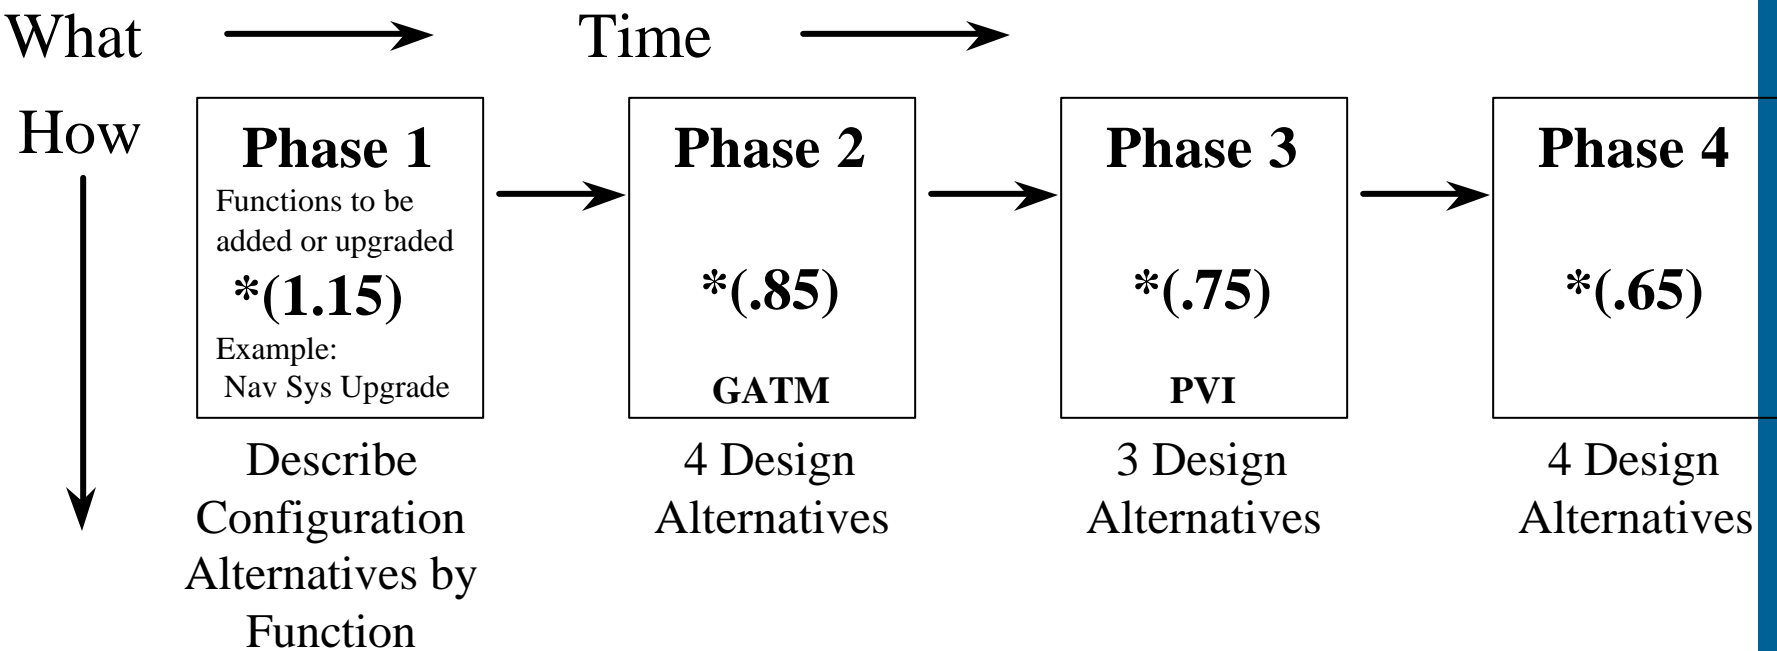 What Time
How
Phase 1
Functions to be
added or upgraded
*(1.15)
Example:
Nav Sys Upgrade
Describe
Configuration
Alternatives by
Function
Phase 2
*(.85)
GATM
4 Design
Alternatives
Phase 3
*(.75)
PVI
3 Design
Alternatives
Phase 4
*(.65)
4 Design
Alternatives